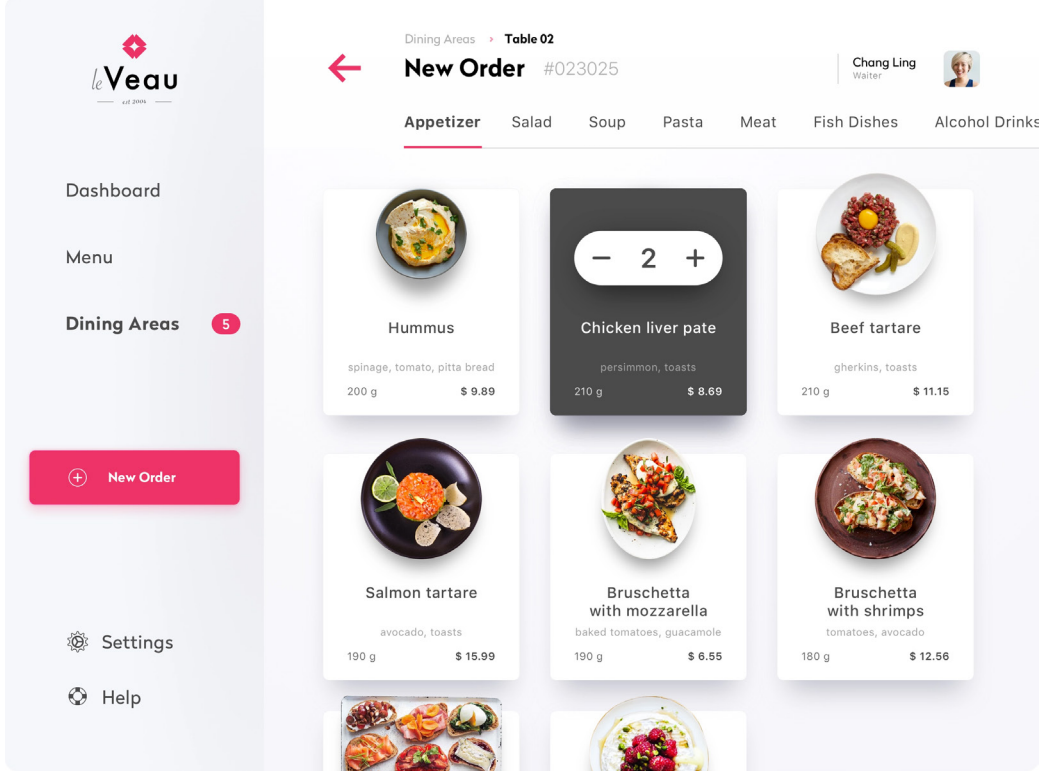 le Veau
est 2004
Dashboard
Menu
Dining Areas 5
New Order
Settings
Help
Dining Areas > Table 02
New Order #023025
Chang Ling
Waiter
Appetizer Salad Soup Pasta Meat Fish Dishes Alcohol Drinks
Hummus
spinage, tomato, pitta bread
200 g $ 9.89
− 2 +
Chicken liver pate
persimmon, toasts
210 g $ 8.69
Beef tartare
gherkins, toasts
210 g $ 11.15
Salmon tartare
avocado, toasts
190 g $ 15.99
Bruschetta
with mozzarella
baked tomatoes, guacamole
190 g $ 6.55
Bruschetta
with shrimps
tomatoes, avocado
180 g $ 12.56